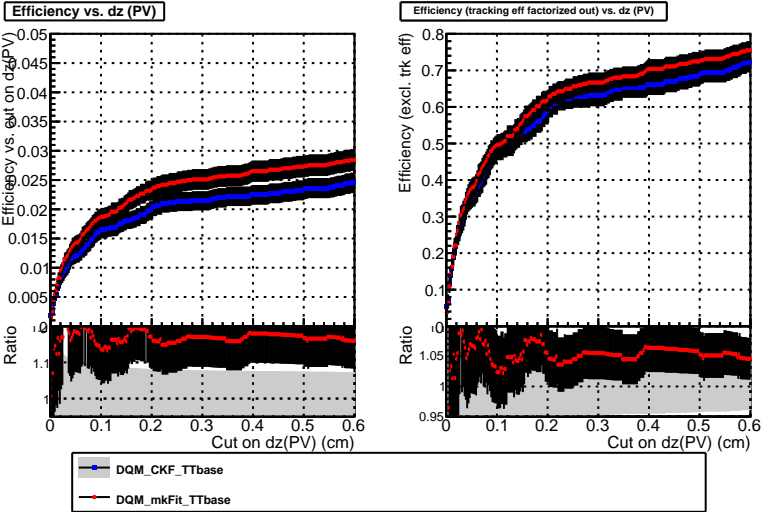 Efficiency vs. dz (PV)
Efficiency vs. cut on dz(PV)
0.05
0.045
0.04
0.035
0.03
0.025
0.02
0.015
0.01
0.005
Ratio
1.1
1
0 0.1 0.2 0.3 0.4 0.5 0.6
Cut on dz(PV) (cm)
Efficiency (tracking eff factorized out) vs. dz (PV)
Efficiency (excl. trk eff)
0.8
0.7
0.6
0.5
0.4
0.3
0.2
0.1
Ratio
1.05
1
0.95
0 0.1 0.2 0.3 0.4 0.5 0.6
Cut on dz(PV) (cm)
DQM_CKF_TTbase
DQM_mkFit_TTbase